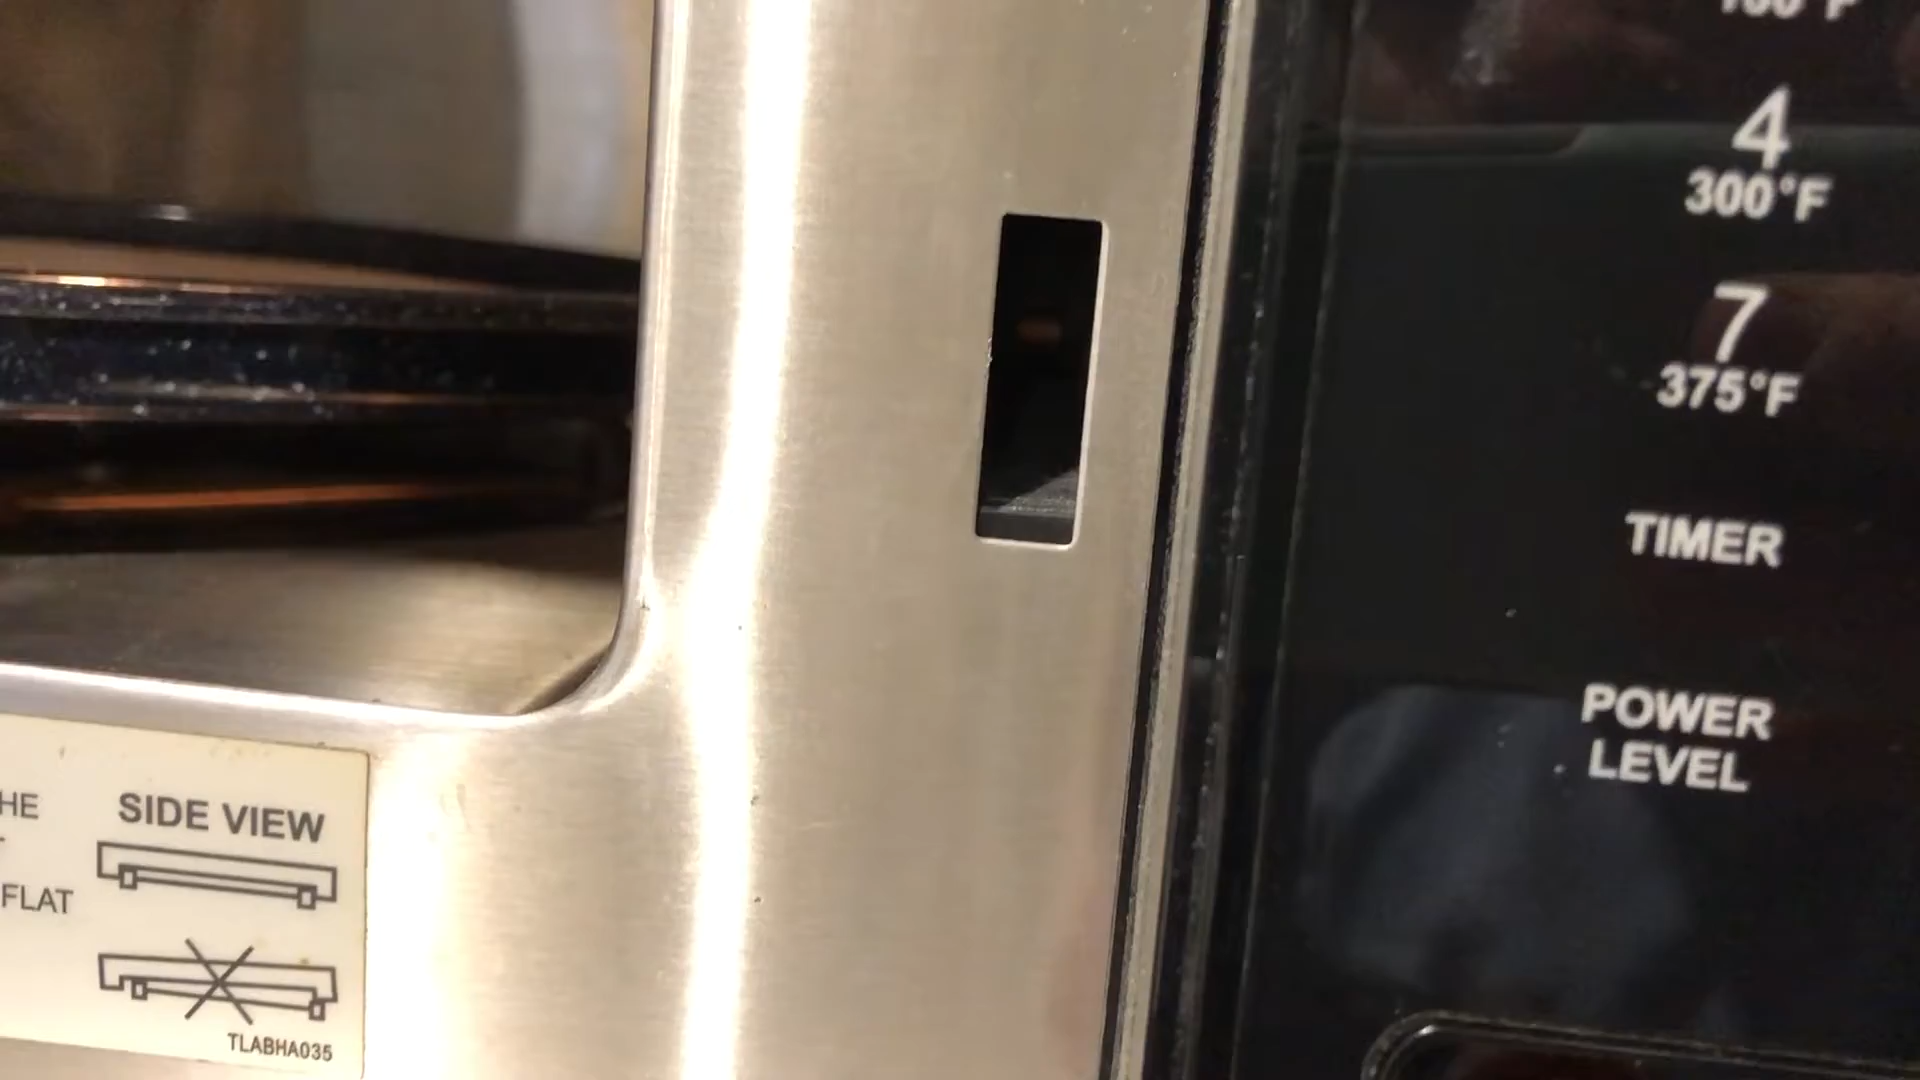 4
300°F
7
375°F
TIMER
POWER
LEVEL
HE
SIDE VIEW
FLAT
TLABHA035